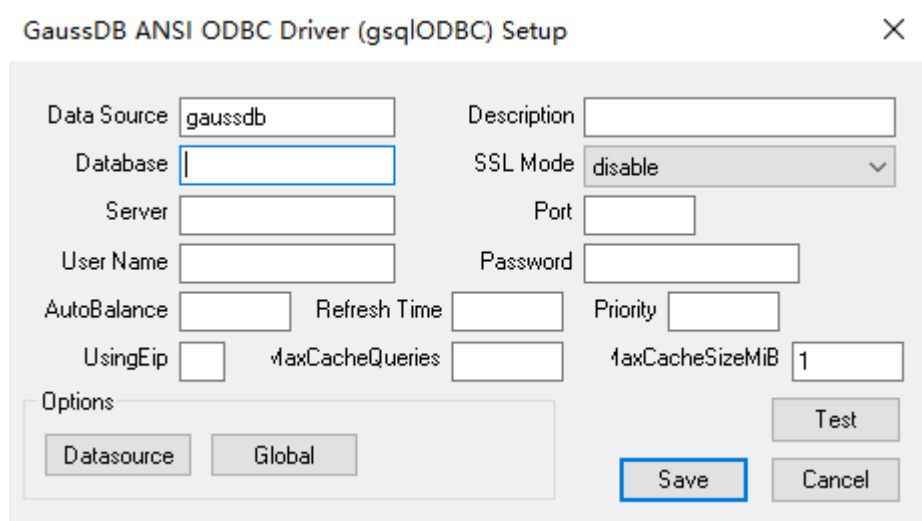 GaussDB ANSI ODBC Driver (gsqlODBC) Setup
Data Source gaussdb Description
Database SSL Mode disable
Server Port
User Name Password
AutoBalance Refresh Time Priority
UsingEip MaxCacheQueries MaxCacheSizeMiB 1
Options
Test
Datasource Global
Save Cancel